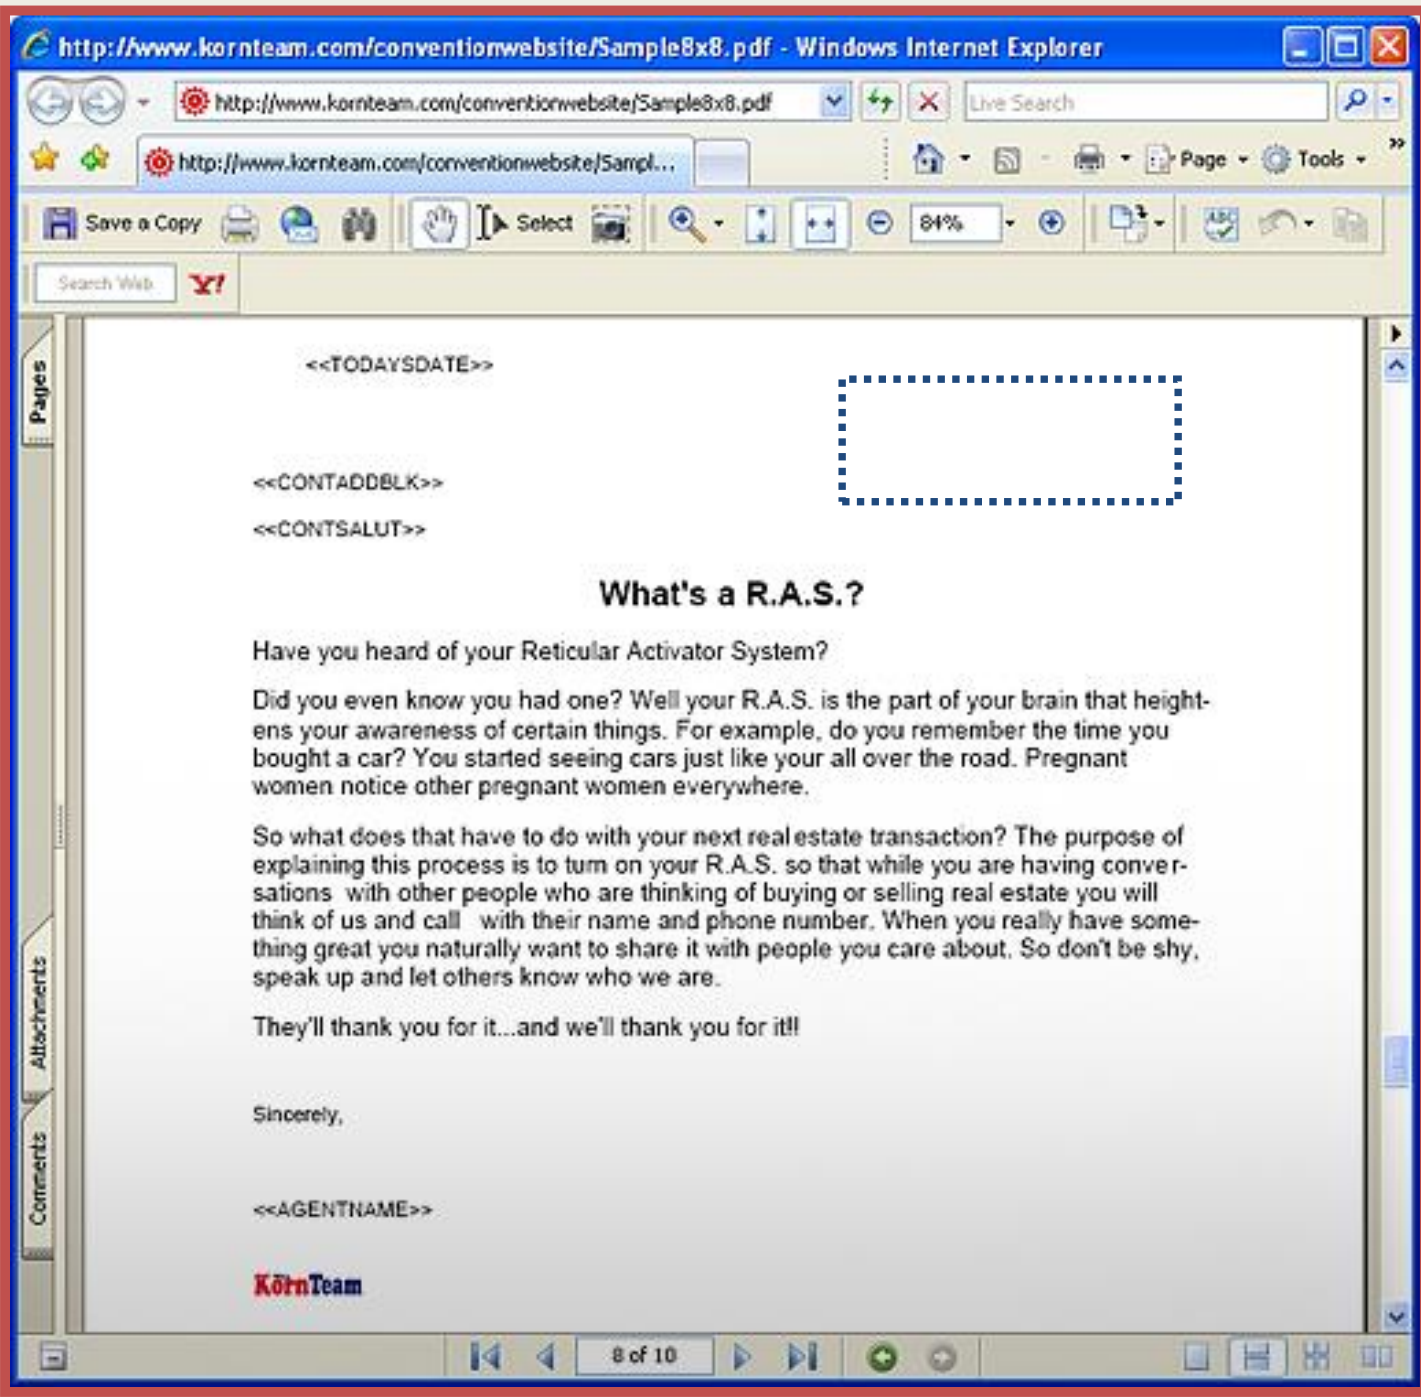 http://www.kornteam.com/conventionwebsite/Sample8x8.pdf - Windows Internet Explorer
http://www.kornteam.com/conventionwebsite/Sample8x8.pdf
Live Search
http://www.kornteam.com/conventionwebsite/Sampl...
Page
Tools
Save a Copy
Select
84%
Search Web
Y!
Pages
<<TODAYSDATE>>
<<CONTADDBLK>>
<<CONTSALUT>>
What's a R.A.S.?
Have you heard of your Reticular Activator System?
Did you even know you had one? Well your R.A.S. is the part of your brain that height-
ens your awareness of certain things. For example, do you remember the time you
bought a car? You started seeing cars just like your all over the road. Pregnant
women notice other pregnant women everywhere.
So what does that have to do with your next real estate transaction? The purpose of
explaining this process is to turn on your R.A.S. so that while you are having conver-
sations with other people who are thinking of buying or selling real estate you will
think of us and call with their name and phone number. When you really have some-
thing great you naturally want to share it with people you care about. So don't be shy,
speak up and let others know who we are.
They'll thank you for it...and we'll thank you for it!!
Attachments
Sincerely,
Comments
<<AGENTNAME>>
KörnTeam
8 of 10